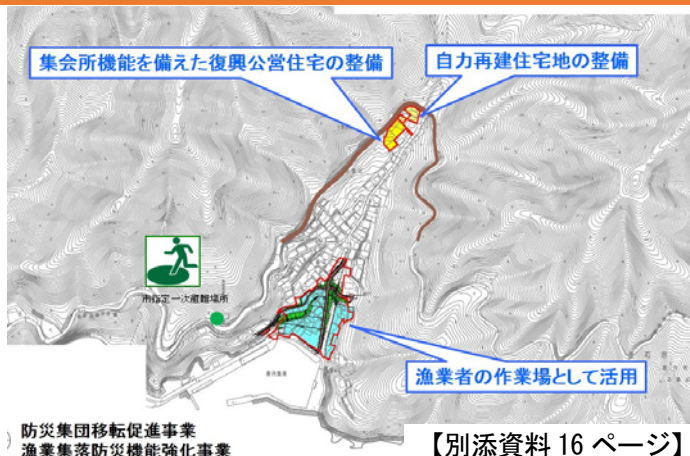 集会所機能を備えた復興公営住宅の整備
自力再建住宅地の整備
市指定一次避難場所
漁業者の作業場として活用
防災集団移転促進事業
漁業集落防災機能強化事業
【別添資料 16 ページ】